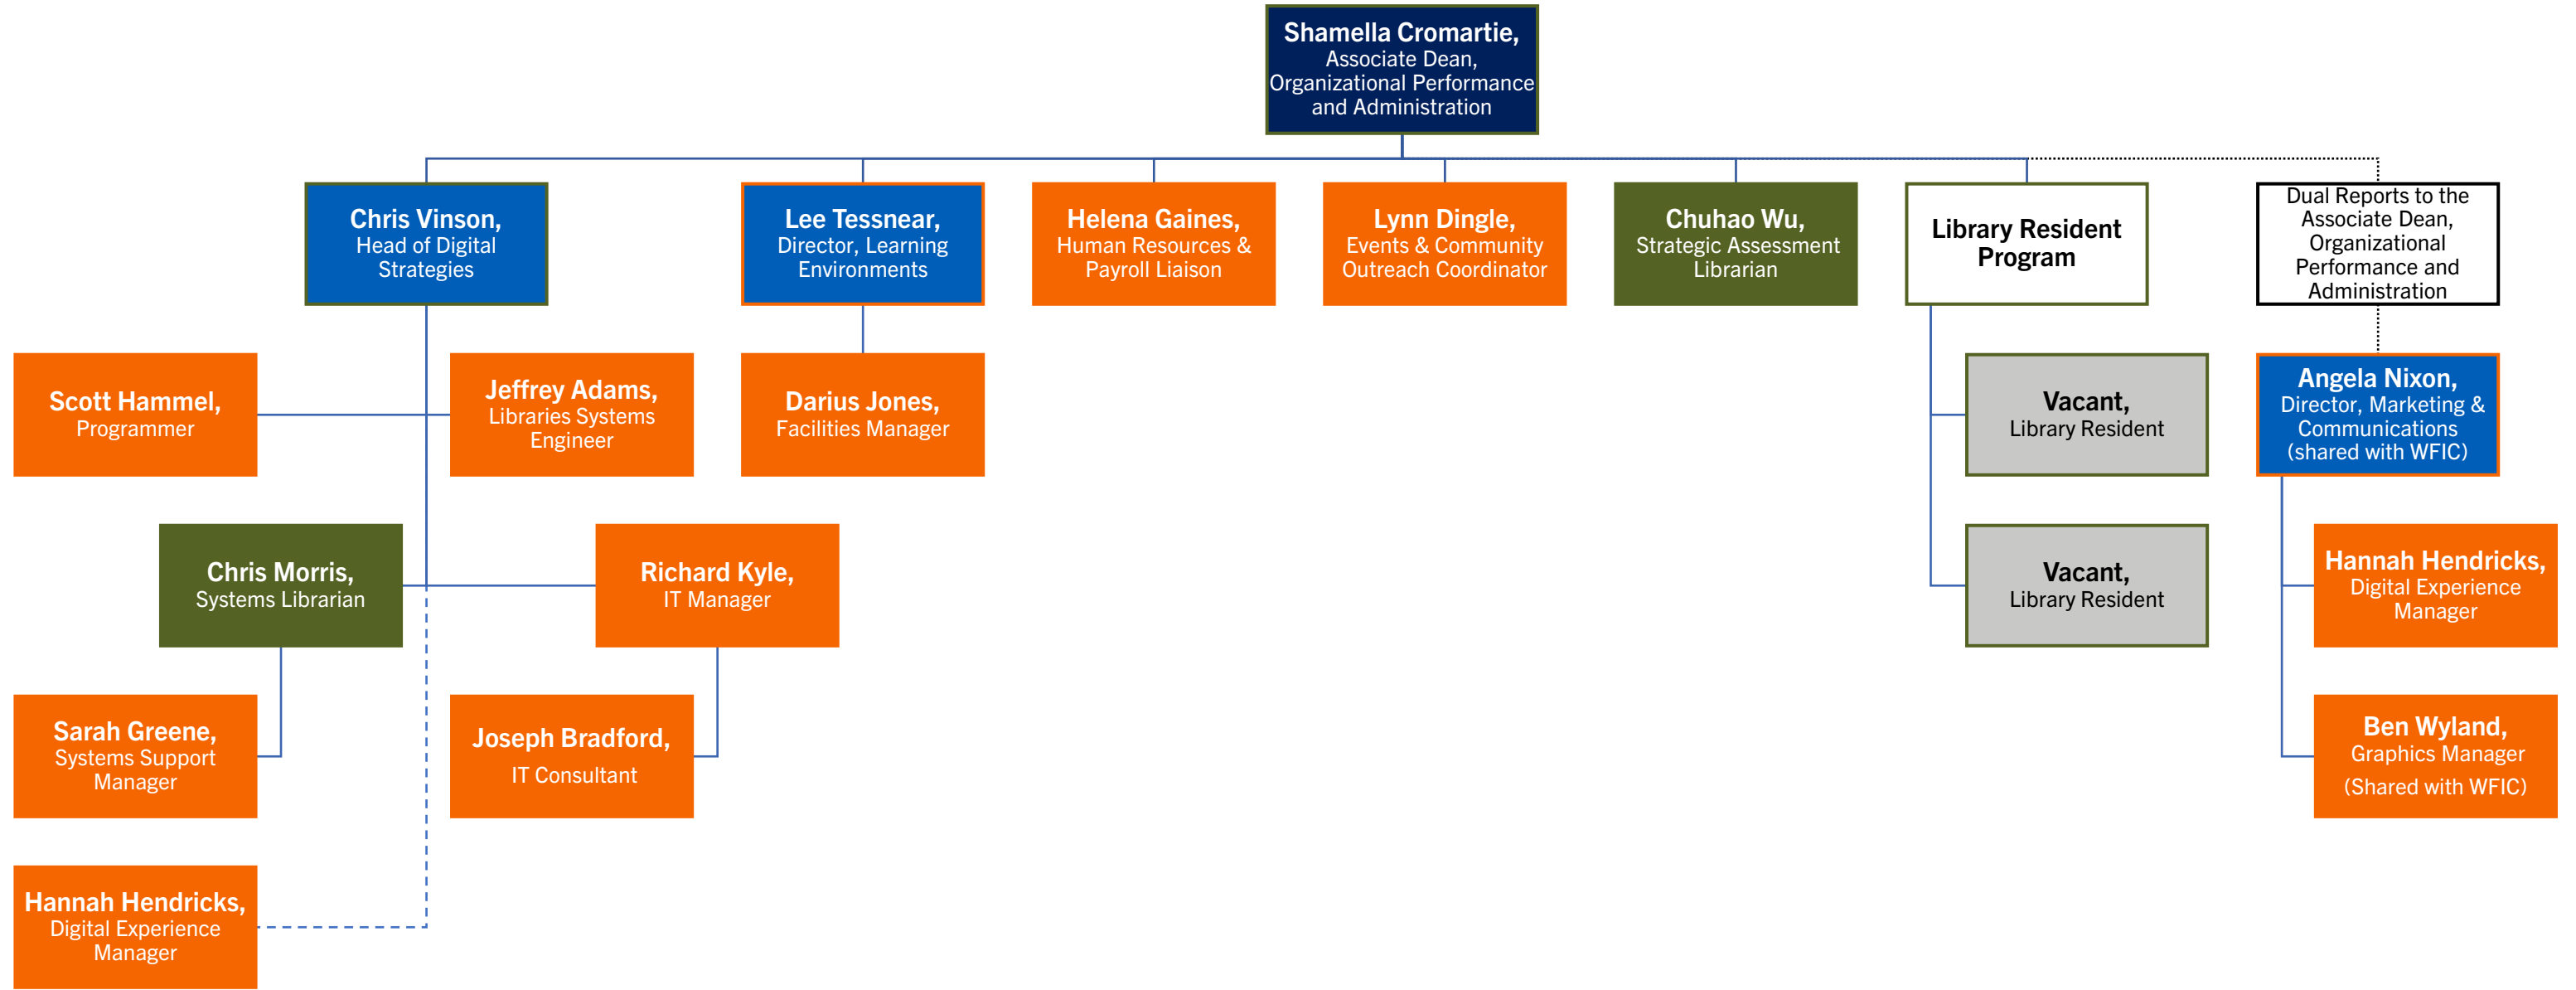 Shamella Cromartie,
Associate Dean,
Organizational Performance
and Administration
Chris Vinson,
Head of Digital
Strategies
Lee Tessnear,
Director, Learning
Environments
Helena Gaines,
Human Resources &
Payroll Liaison
Lynn Dingle,
Events & Community
Outreach Coordinator
Chuhao Wu,
Strategic Assessment
Librarian
Library Resident
Program
Dual Reports to the
Associate Dean,
Organizational
Performance and
Administration
Scott Hammel,
Programmer
Jeffrey Adams,
Libraries Systems
Engineer
Darius Jones,
Facilities Manager
Vacant,
Library Resident
Angela Nixon,
Director, Marketing &
Communications
(shared with WFIC)
Chris Morris,
Systems Librarian
Richard Kyle,
IT Manager
Vacant,
Library Resident
Hannah Hendricks,
Digital Experience
Manager
Sarah Greene,
Systems Support
Manager
Joseph Bradford,
IT Consultant
Ben Wyland,
Graphics Manager
(Shared with WFIC)
Hannah Hendricks,
Digital Experience
Manager